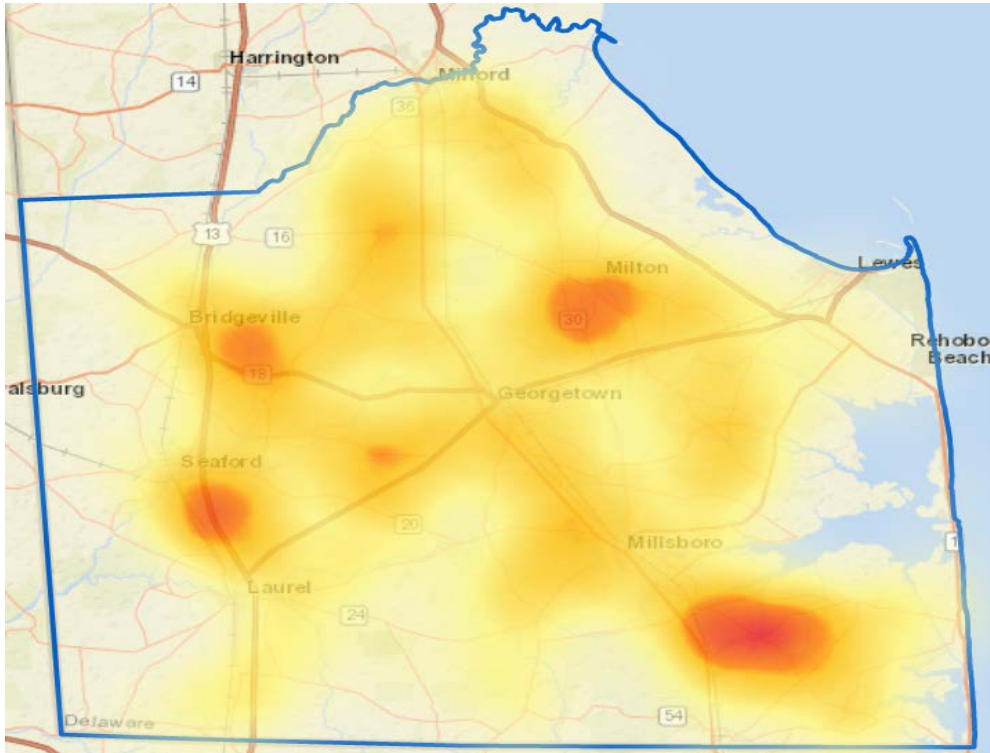 Harrington
14
Milford
36
13
16
Lewes
Milton
Bridgeville
30
Rehobo
Beach
18
alsburg
Georgetown
Seaford
20
Millsboro
1
Laurel
24
54
Delaware